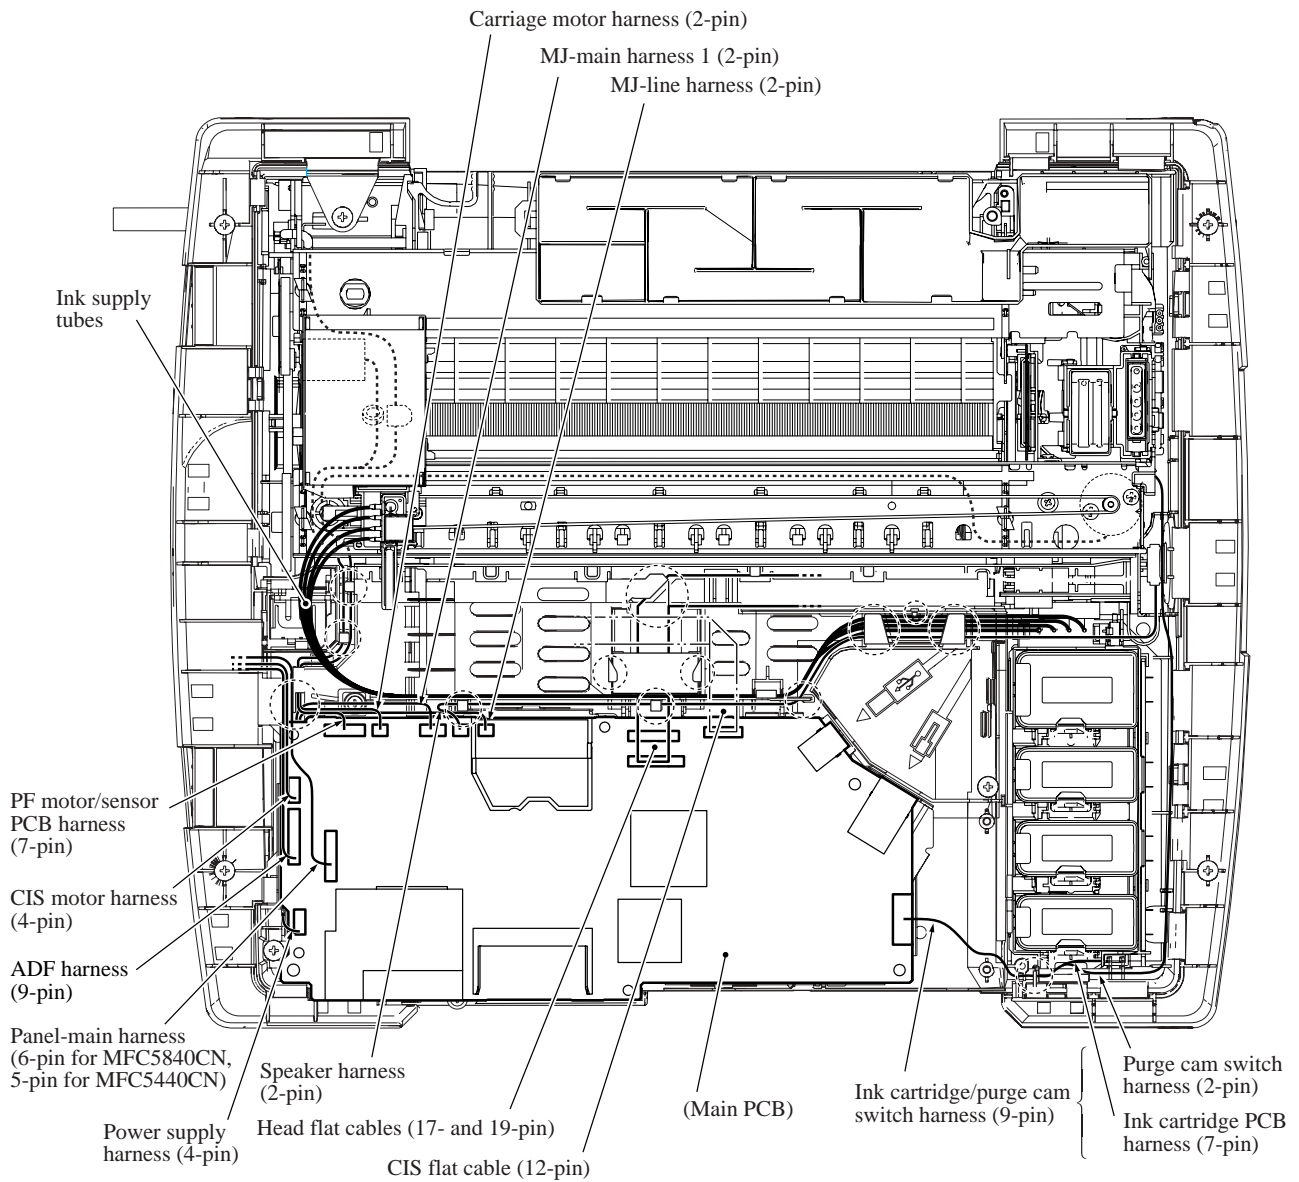 Carriage motor harness (2-pin)
MJ-main harness 1 (2-pin)
MJ-line harness (2-pin)
Ink supply
tubes
PF motor/sensor
PCB harness
(7-pin)
CIS motor harness
(4-pin)
ADF harness
(9-pin)
Panel-main harness
(6-pin for MFC5840CN,
5-pin for MFC5440CN)
Power supply
harness (4-pin)
Speaker harness
(2-pin)
Head flat cables (17- and 19-pin)
CIS flat cable (12-pin)
(Main PCB)
Ink cartridge/purge cam
switch harness (9-pin)
Purge cam switch
harness (2-pin)
Ink cartridge PCB
harness (7-pin)